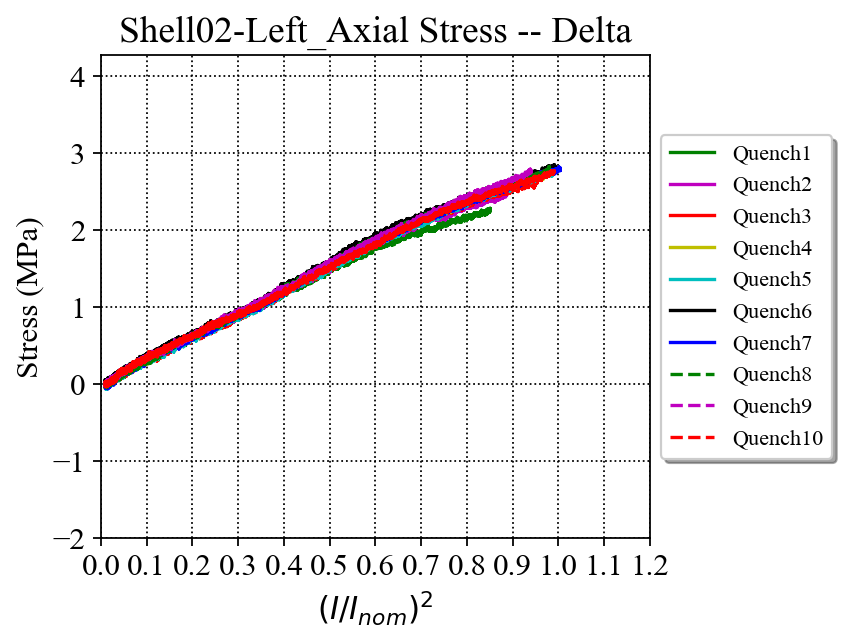 Shell02-Left_Axial Stress -- Delta
Stress (MPa)
4
3
2
1
0
−1
−2
0.0 0.1 0.2 0.3 0.4 0.5 0.6 0.7 0.8 0.9 1.0 1.1 1.2
(I/I_nom)^2
Quench1
Quench2
Quench3
Quench4
Quench5
Quench6
Quench7
Quench8
Quench9
Quench10